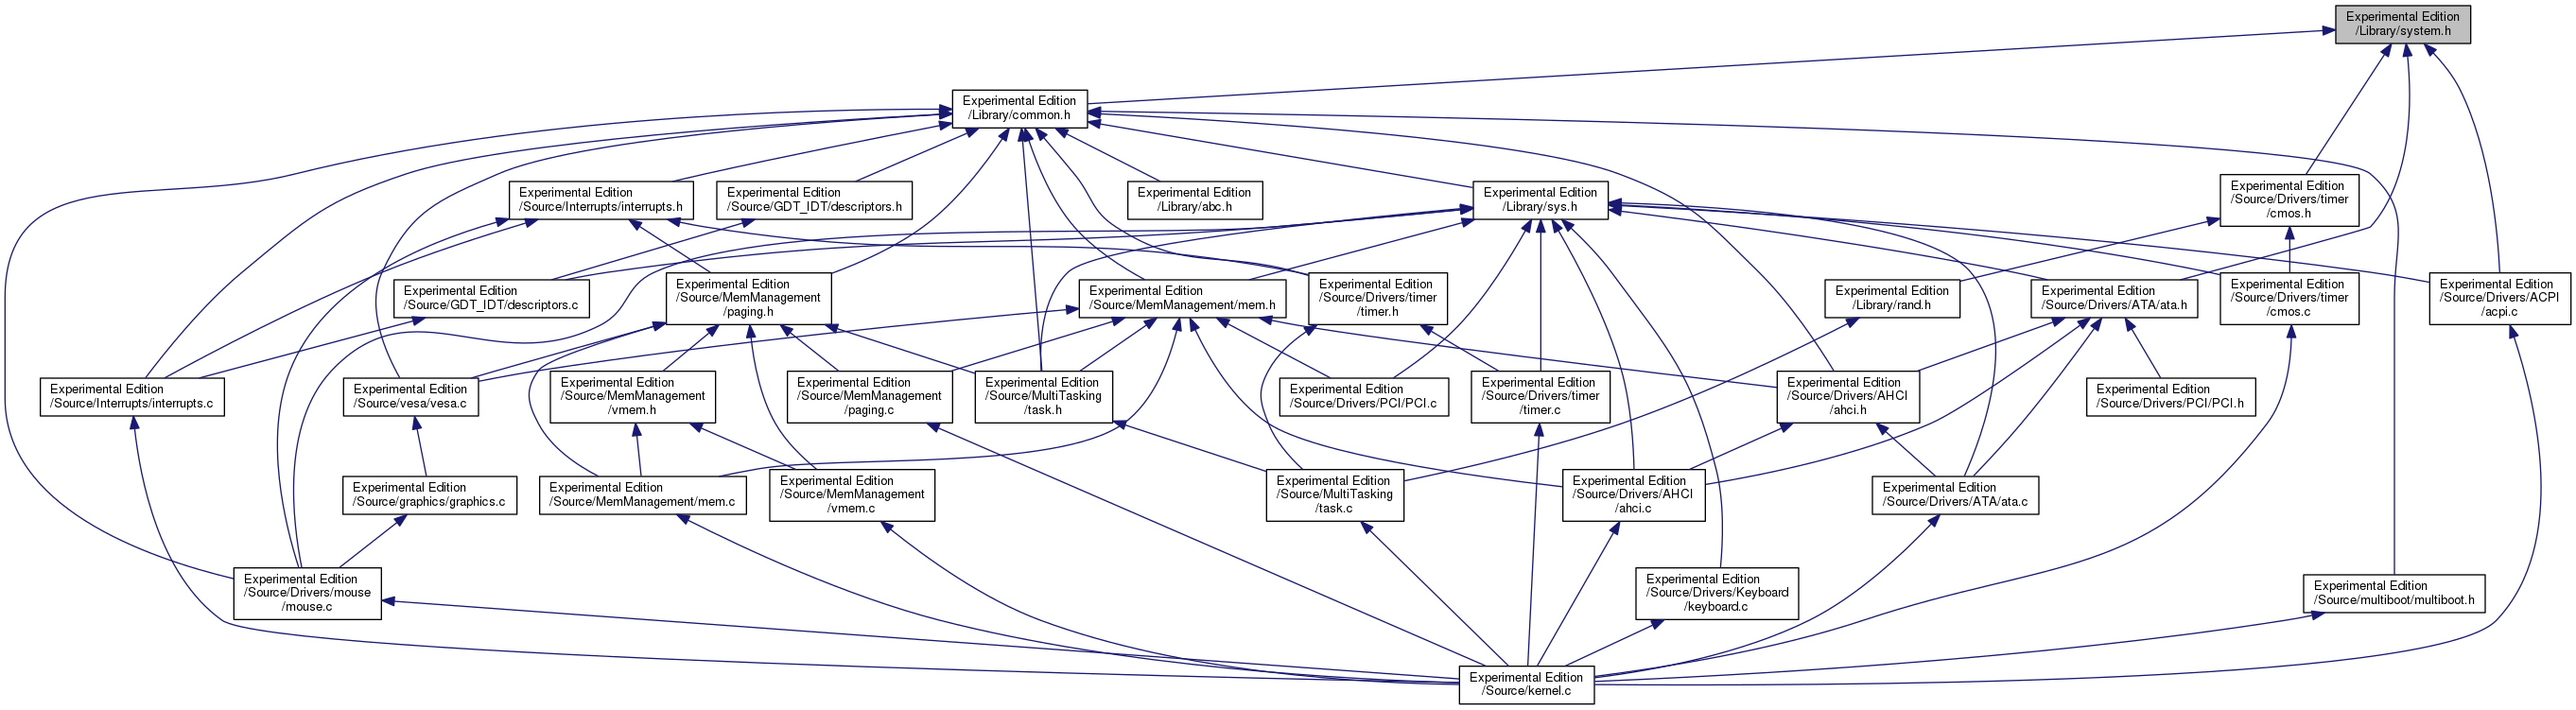 Experimental Edition
/Library/system.h
Experimental Edition
/Library/common.h
Experimental Edition
/Source/Interrupts/interrupts.h
Experimental Edition
/Source/GDT_IDT/descriptors.h
Experimental Edition
/Library/abc.h
Experimental Edition
/Library/sys.h
Experimental Edition
/Source/Drivers/timer
/cmos.h
Experimental Edition
/Source/GDT_IDT/descriptors.c
Experimental Edition
/Source/MemManagement
/paging.h
Experimental Edition
/Source/MemManagement/mem.h
Experimental Edition
/Source/Drivers/timer
/timer.h
Experimental Edition
/Library/rand.h
Experimental Edition
/Source/Drivers/ATA/ata.h
Experimental Edition
/Source/Drivers/timer
/cmos.c
Experimental Edition
/Source/Drivers/ACPI
/acpi.c
Experimental Edition
/Source/Interrupts/interrupts.c
Experimental Edition
/Source/vesa/vesa.c
Experimental Edition
/Source/MemManagement
/vmem.h
Experimental Edition
/Source/MemManagement
/paging.c
Experimental Edition
/Source/MultiTasking
/task.h
Experimental Edition
/Source/Drivers/PCI/PCI.c
Experimental Edition
/Source/Drivers/timer
/timer.c
Experimental Edition
/Source/Drivers/AHCI
/ahci.h
Experimental Edition
/Source/Drivers/PCI/PCI.h
Experimental Edition
/Source/graphics/graphics.c
Experimental Edition
/Source/MemManagement/mem.c
Experimental Edition
/Source/MemManagement
/vmem.c
Experimental Edition
/Source/MultiTasking
/task.c
Experimental Edition
/Source/Drivers/AHCI
/ahci.c
Experimental Edition
/Source/Drivers/ATA/ata.c
Experimental Edition
/Source/Drivers/mouse
/mouse.c
Experimental Edition
/Source/Drivers/Keyboard
/keyboard.c
Experimental Edition
/Source/multiboot/multiboot.h
Experimental Edition
/Source/kernel.c